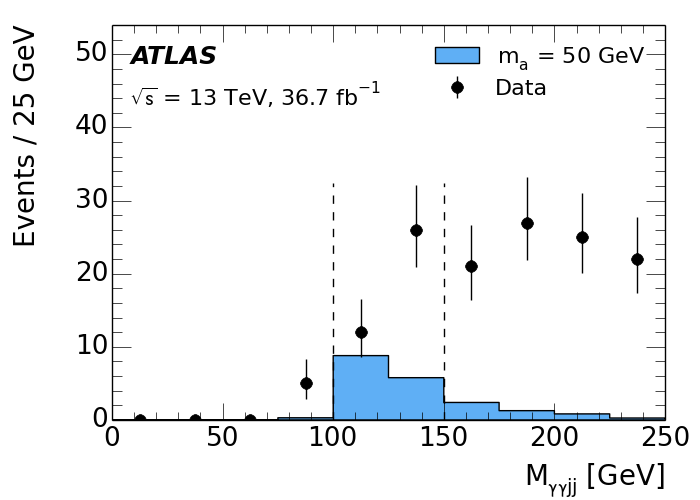 Events / 25 GeV
50
40
30
20
10
0
ATLAS
√s = 13 TeV, 36.7 fb⁻¹
mₐ = 50 GeV
Data
0 50 100 150 200 250
Mγγjj [GeV]